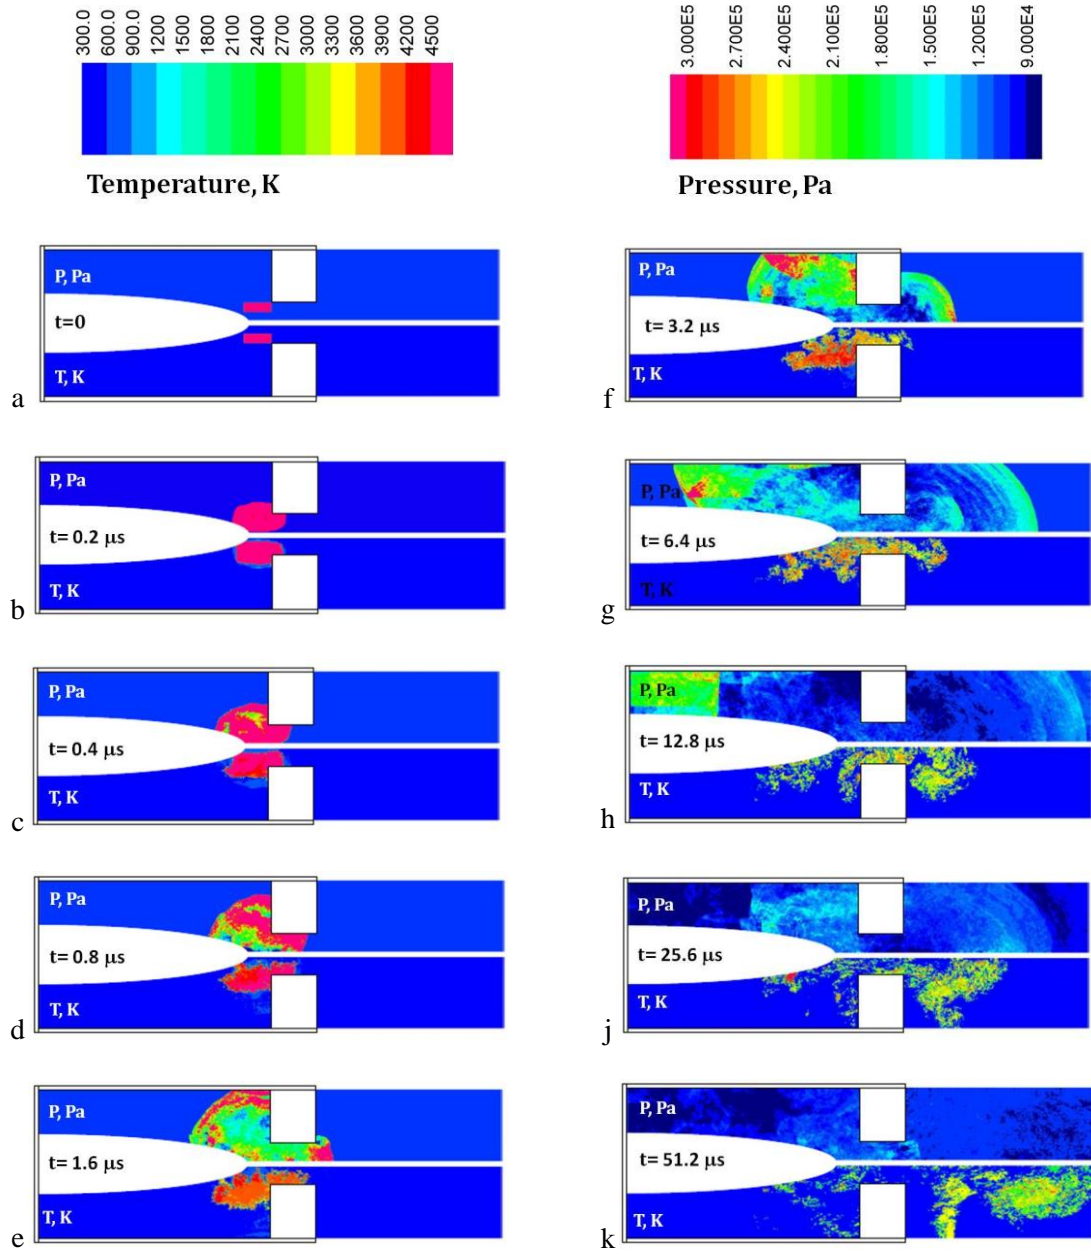 300.0
600.0
900.0
1200
1500
1800
2100
2400
2700
3000
3300
3600
3900
4200
4500
Temperature, K
3.000E5
2.700E5
2.400E5
2.100E5
1.800E5
1.500E5
1.200E5
9.000E4
Pressure, Pa
P, Pa
t=0
T, K
a
P, Pa
t= 0.2 μs
T, K
b
P, Pa
t= 0.4 μs
T, K
c
P, Pa
t= 0.8 μs
T, K
d
P, Pa
t= 1.6 μs
T, K
e
P, Pa
t= 3.2 μs
T, K
f
P, Pa
t= 6.4 μs
T, K
g
P, Pa
t= 12.8 μs
T, K
h
P, Pa
t= 25.6 μs
T, K
j
P, Pa
t= 51.2 μs
T, K
k